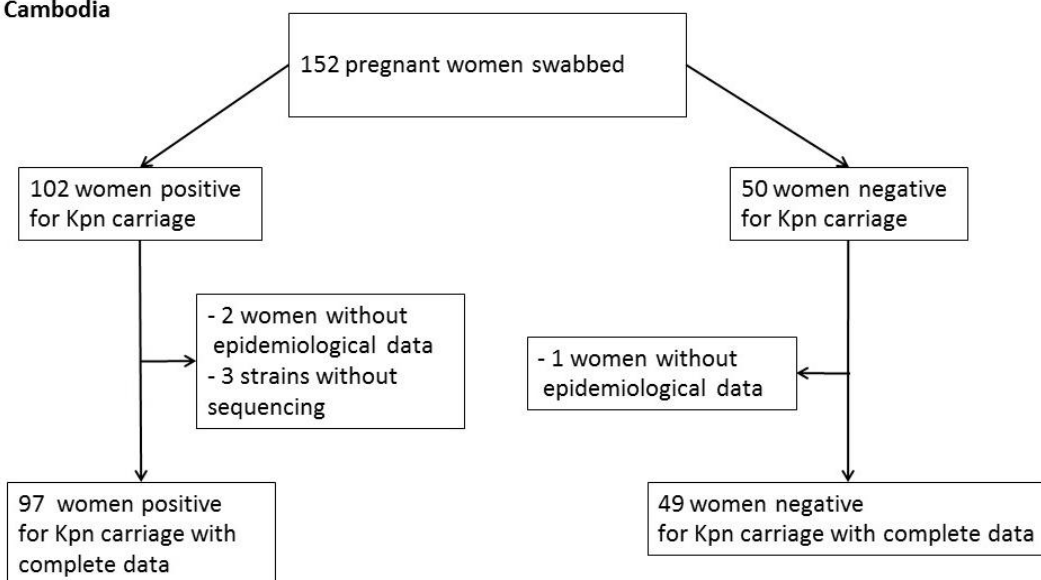 Cambodia
152 pregnant women swabbed
102 women positive
for Kpn carriage
50 women negative
for Kpn carriage
- 2 women without
epidemiological data
- 3 strains without
sequencing
- 1 women without
epidemiological data
97 women positive
for Kpn carriage with
complete data
49 women negative
for Kpn carriage with complete data